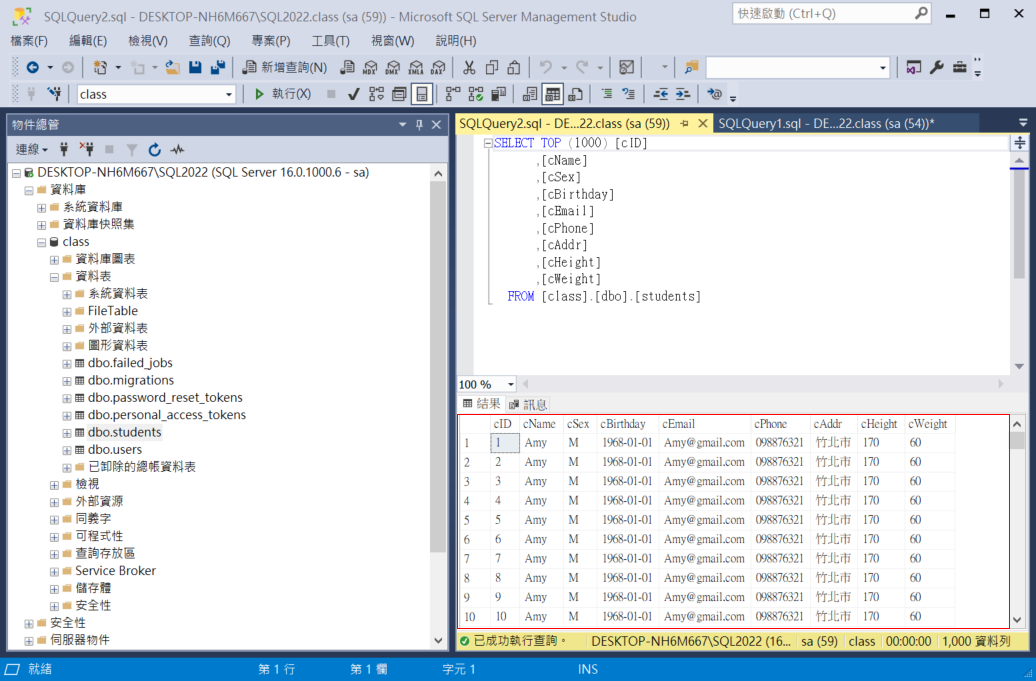 SQLQuery2.sql - DESKTOP-NH6M667\SQL2022.class (sa (59)) - Microsoft SQL Server Management Studio
快速啟動 (Ctrl+Q)
檔案(F) 編輯(E) 檢視(V) 查詢(Q) 專案(P) 工具(T) 視窗(W) 說明(H)
新增查詢(N) MDX DMX XMLA DAX
class 執行(X)
物件總管
連線
DESKTOP-NH6M667\SQL2022 (SQL Server 16.0.1000.6 - sa)
資料庫
系統資料庫
資料庫快照集
class
資料庫圖表
資料表
系統資料表
FileTable
外部資料表
圖形資料表
dbo.failed_jobs
dbo.migrations
dbo.password_reset_tokens
dbo.personal_access_tokens
dbo.students
dbo.users
已卸除的總帳資料表
檢視
外部資源
同義字
可程式性
查詢存放區
Service Broker
儲存體
安全性
安全性
伺服器物件
SQLQuery2.sql - DE...22.class (sa (59)) SQLQuery1.sql - DE...22.class (sa (54))*
SELECT TOP (1000) [cID]
,[cName]
,[cSex]
,[cBirthday]
,[cEmail]
,[cPhone]
,[cAddr]
,[cHeight]
,[cWeight]
FROM [class].[dbo].[students]
100 %
結果 訊息
cID cName cSex cBirthday cEmail cPhone cAddr cHeight cWeight
1 1 Amy M 1968-01-01 Amy@gmail.com 098876321 竹北市 170 60
2 2 Amy M 1968-01-01 Amy@gmail.com 098876321 竹北市 170 60
3 3 Amy M 1968-01-01 Amy@gmail.com 098876321 竹北市 170 60
4 4 Amy M 1968-01-01 Amy@gmail.com 098876321 竹北市 170 60
5 5 Amy M 1968-01-01 Amy@gmail.com 098876321 竹北市 170 60
6 6 Amy M 1968-01-01 Amy@gmail.com 098876321 竹北市 170 60
7 7 Amy M 1968-01-01 Amy@gmail.com 098876321 竹北市 170 60
8 8 Amy M 1968-01-01 Amy@gmail.com 098876321 竹北市 170 60
9 9 Amy M 1968-01-01 Amy@gmail.com 098876321 竹北市 170 60
10 10 Amy M 1968-01-01 Amy@gmail.com 098876321 竹北市 170 60
已成功執行查詢。 DESKTOP-NH6M667\SQL2022 (16... sa (59) class 00:00:00 1,000 資料列
就緒 第 1 行 第 1 欄 字元 1 INS